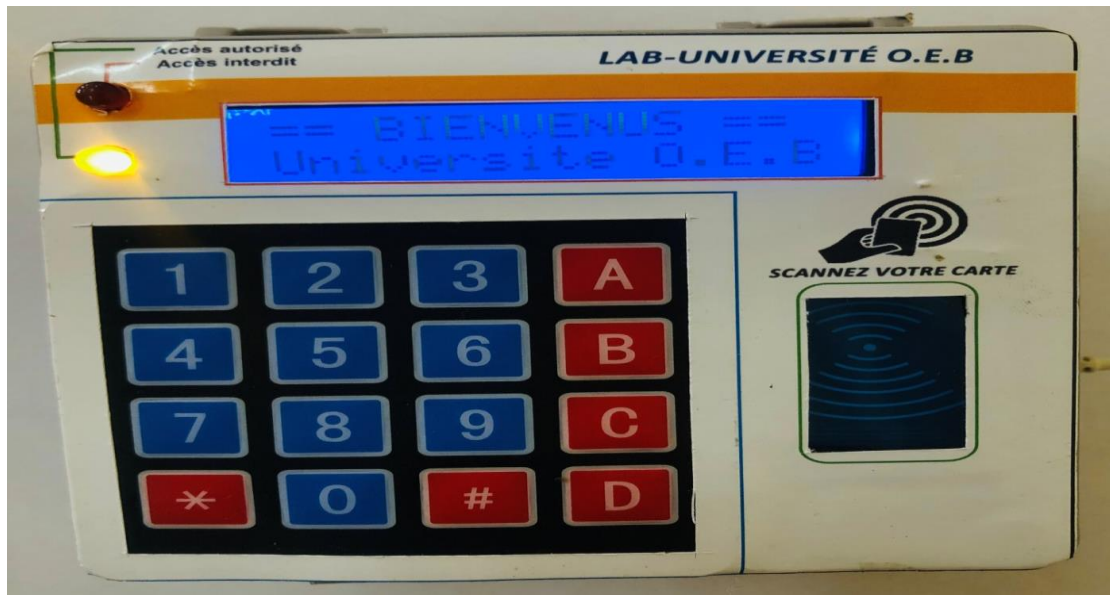 Accès autorisé
Accès interdit
LAB-UNIVERSITÉ O.E.B
== BIENVENUS ==
Universite O.E.B
SCANNEZ VOTRE CARTE
1 2 3 A
4 5 6 B
7 8 9 C
* 0 # D